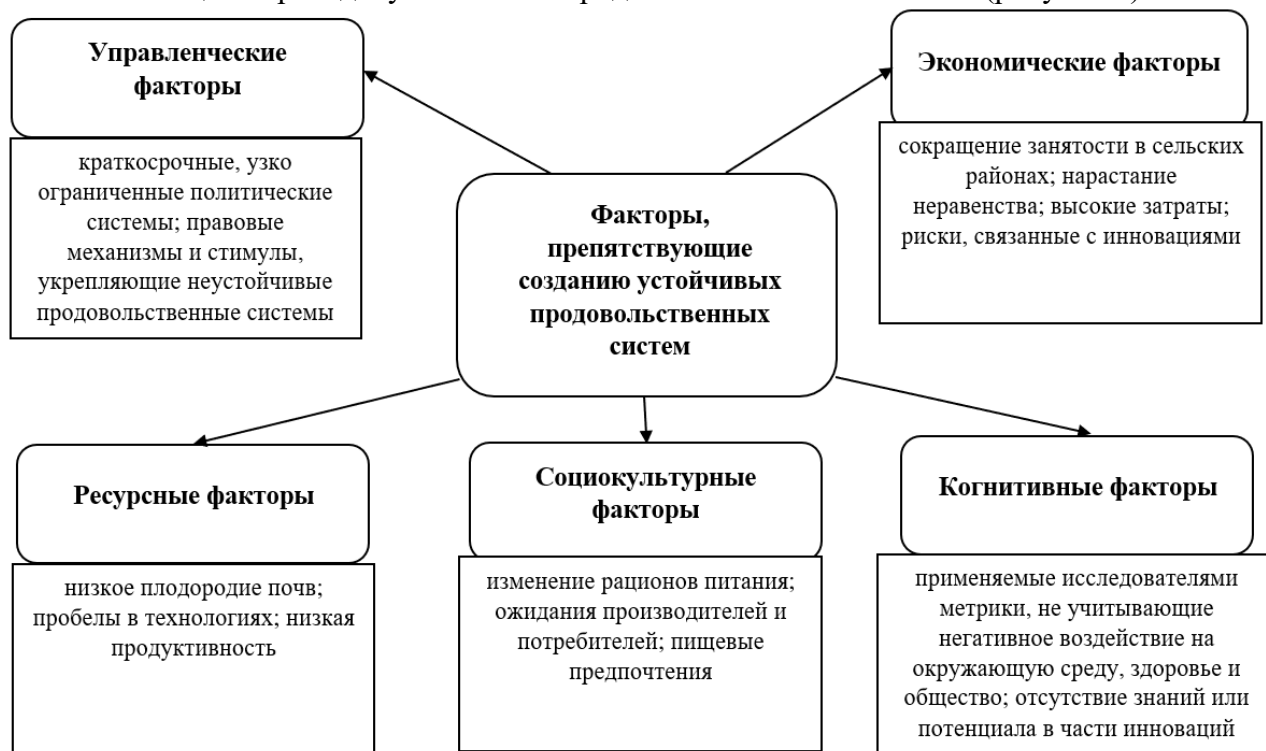 Управленческие
факторы
краткосрочные, узко
ограниченные политические
системы; правовые
механизмы и стимулы,
укрепляющие неустойчивые
продовольственные системы
Экономические факторы
сокращение занятости в сельских
районах; нарастание
неравенства; высокие затраты;
риски, связанные с инновациями
Факторы,
препятствующие
созданию устойчивых
продовольственных
систем
Ресурсные факторы
низкое плодородие почв;
пробелы в технологиях; низкая
продуктивность
Социокультурные
факторы
изменение рационов питания;
ожидания производителей и
потребителей; пищевые
предпочтения
Когнитивные факторы
применяемые исследователями
метрики, не учитывающие
негативное воздействие на
окружающую среду, здоровье и
общество; отсутствие знаний или
потенциала в части инноваций